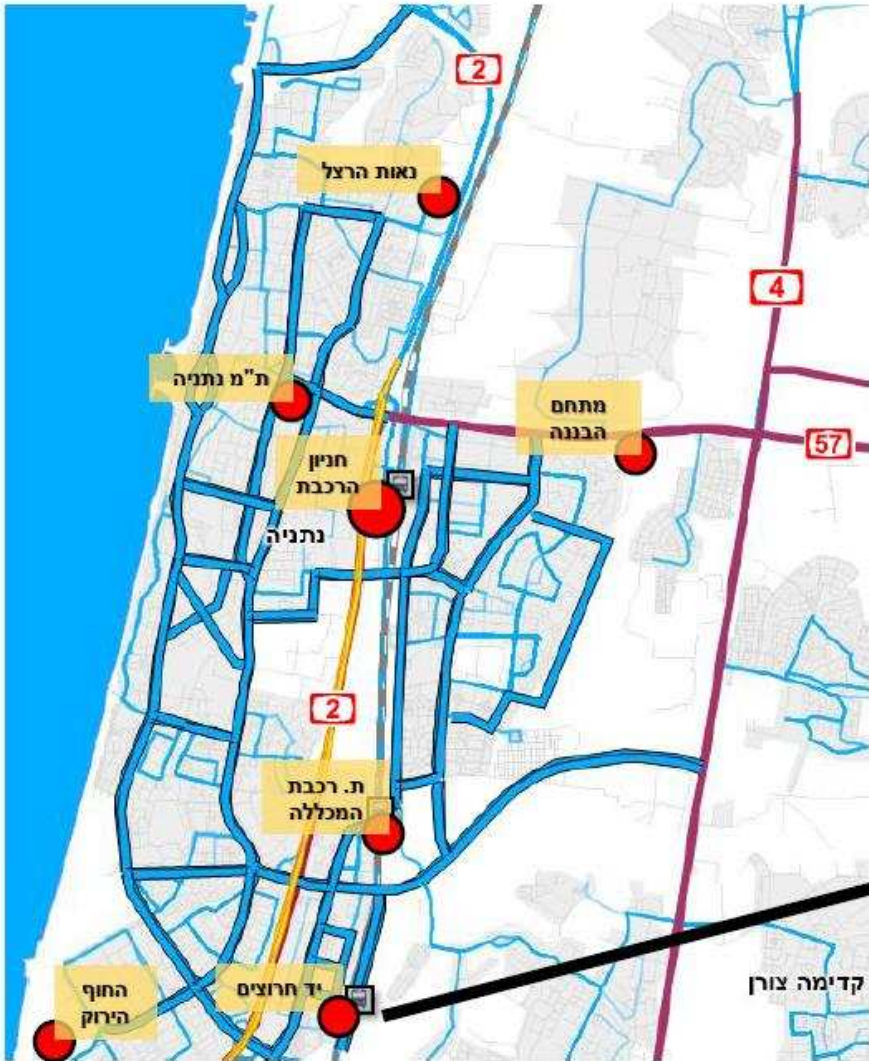 2
נאות הרצל
4
ת"מ נתניה
מתחם
הבננה
57
חניון
הרכבת
נתניה
2
ת. רכבת
המכללה
קדימה צורן
יד חרוצים
החוף
הירוק